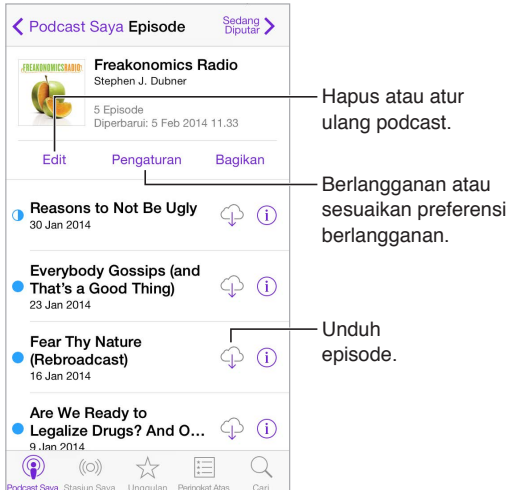 Podcast Saya Episode
Sedang
Diputar
FREAKONOMICSRADIO
Freakonomics Radio
Stephen J. Dubner
5 Episode
Diperbarui: 5 Feb 2014 11.33
Edit Pengaturan Bagikan
Reasons to Not Be Ugly
30 Jan 2014
Everybody Gossips (and
That's a Good Thing)
23 Jan 2014
Fear Thy Nature
(Rebroadcast)
16 Jan 2014
Are We Ready to
Legalize Drugs? And O...
9 Jan 2014
Podcast Saya Stasiun Saya Unggulan Peringkat Atas Cari
Hapus atau atur
ulang podcast.
Berlangganan atau
sesuaikan preferensi
berlangganan.
Unduh
episode.